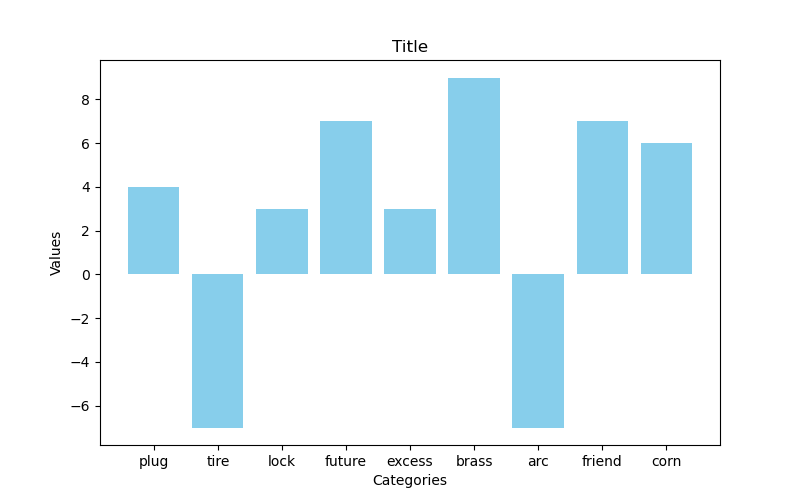 Title
Values
8
6
4
2
0
−2
−4
−6
plug tire lock future excess brass arc friend corn
Categories